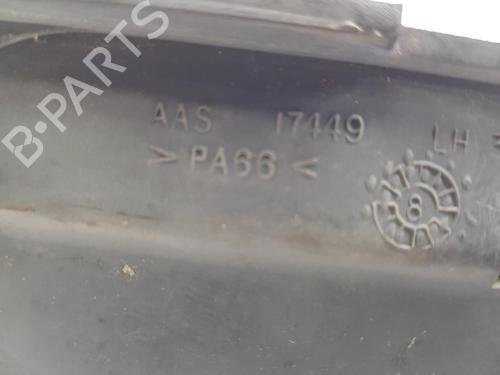 B-PARTS
AAS 17449 LH
> PA66 <
8